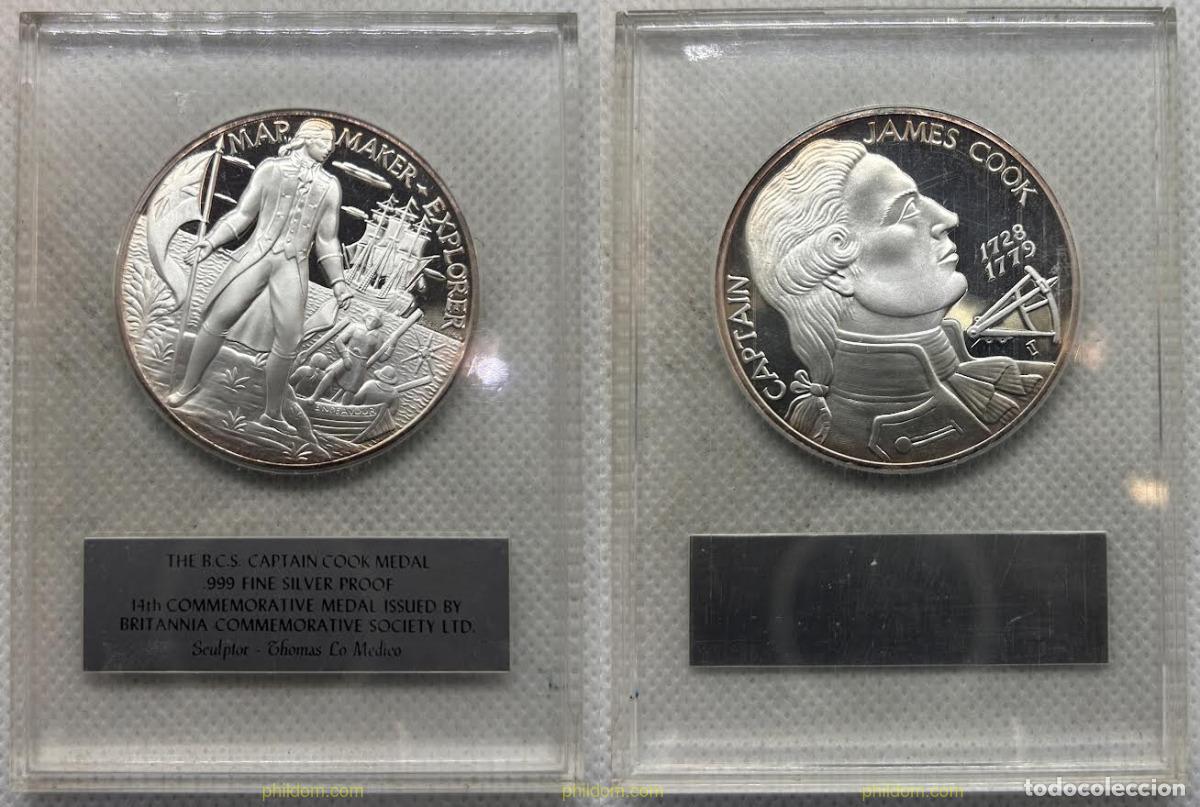 MAP MAKER - EXPLORER
ENDEAVOUR
THE B.C.S. CAPTAIN COOK MEDAL
.999 FINE SILVER PROOF
14th COMMEMORATIVE MEDAL ISSUED BY
BRITANNIA COMMEMORATIVE SOCIETY LTD.
Sculptor - Thomas Lo Medico
CAPTAIN JAMES COOK
1728
1779
phildom.com
phildom.com
phildom.com
todocoleccion